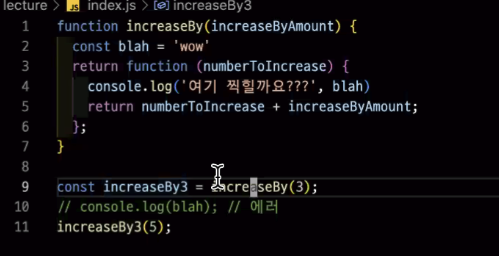 lecture > JS index.js > increaseBy3
1 function increaseBy(increaseByAmount) {
2 const blah = 'wow'
3 return function (numberToIncrease) {
4 console.log('여기 찍힐까요???', blah)
5 return numberToIncrease + increaseByAmount;
6 };
7 }
8
9 const increaseBy3 = increaseBy(3);
10 // console.log(blah); // 에러
11 increaseBy3(5);